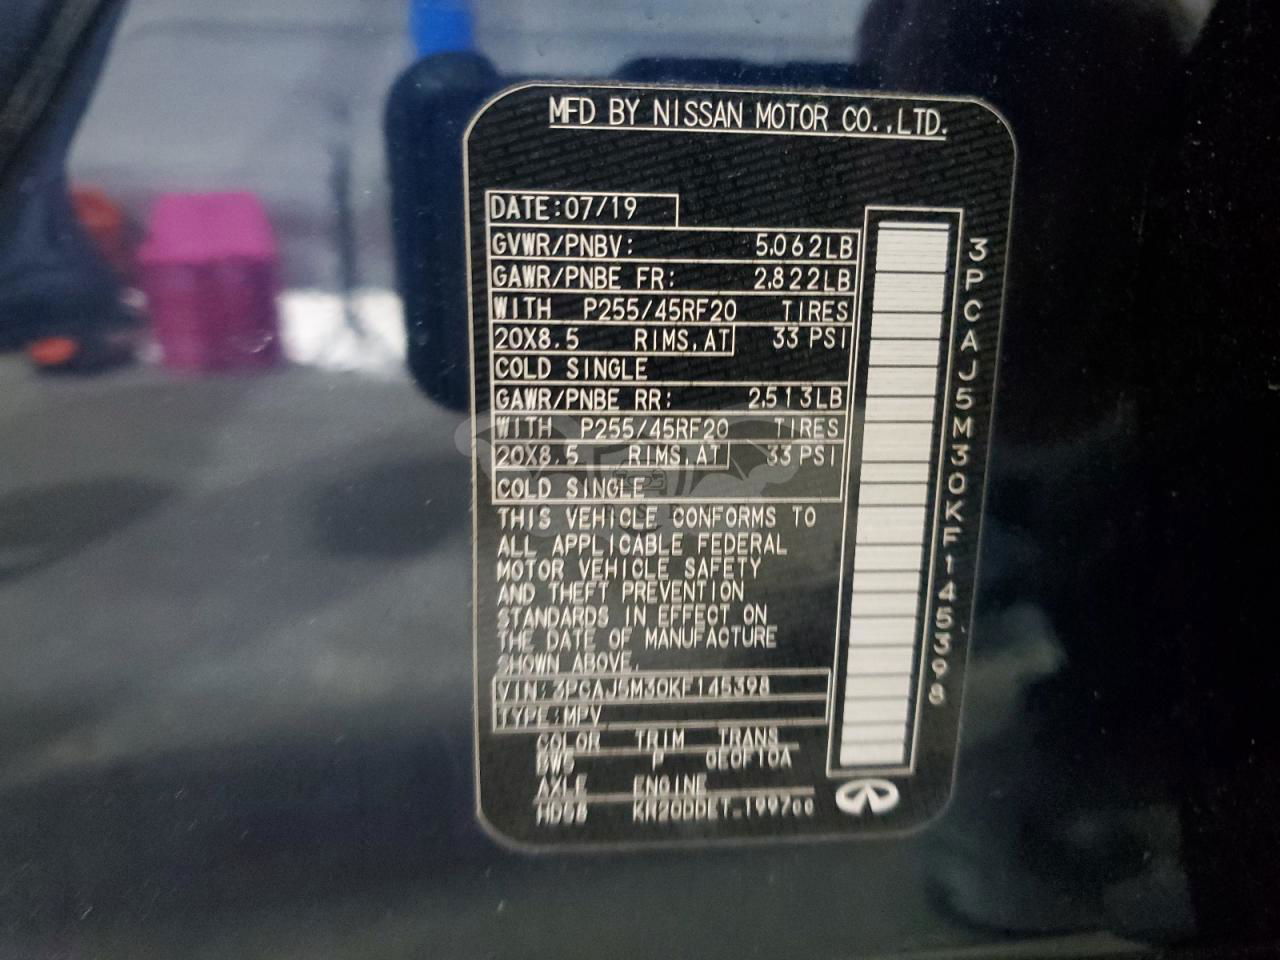 MFD BY NISSAN MOTOR CO.,LTD.
DATE:07/19
GVWR/PNBV: 5,062LB
GAWR/PNBE FR: 2,822LB
WITH P255/45RF20 TIRES
20X8.5 RIMS,AT 33 PSI
COLD SINGLE
GAWR/PNBE RR: 2,513LB
WITH P255/45RF20 TIRES
20X8.5 RIMS,AT 33 PSI
COLD SINGLE
THIS VEHICLE CONFORMS TO
ALL APPLICABLE FEDERAL
MOTOR VEHICLE SAFETY
AND THEFT PREVENTION
STANDARDS IN EFFECT ON
THE DATE OF MANUFACTURE
SHOWN ABOVE.
VIN:3PCAJ5M30KF145398
TYPE:MPV
COLOR TRIM TRANS
P
AXLE ENGINE
3PCAJ5M30KF145398